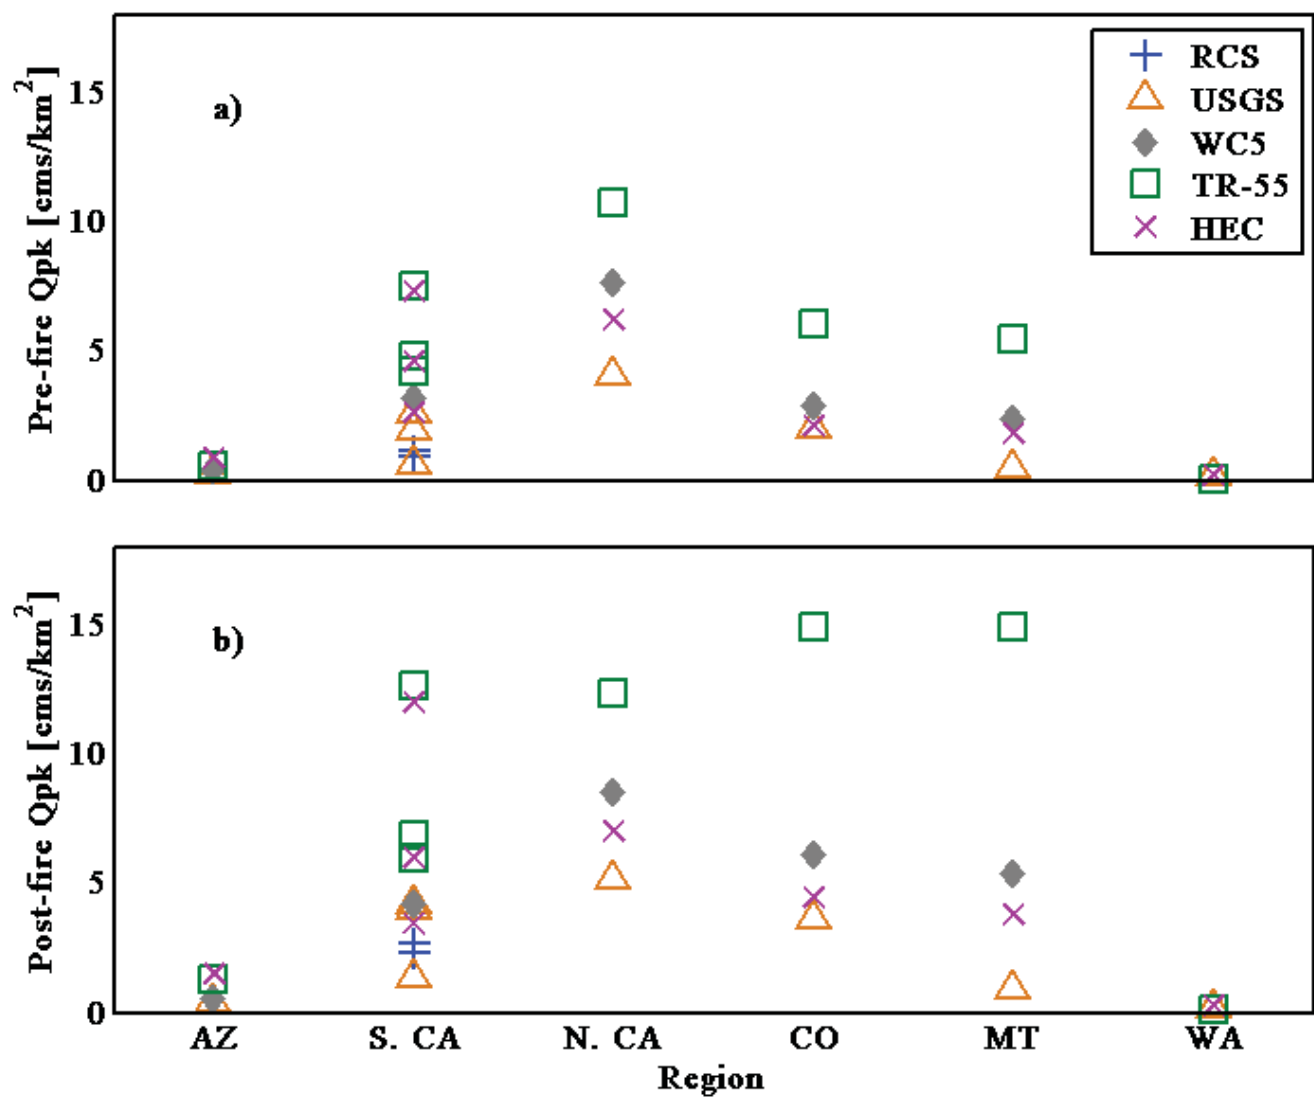 Pre-fire Qpk [cms/km²]
15
10
5
0
a)
RCS
USGS
WC5
TR-55
HEC
Post-fire Qpk [cms/km²]
15
10
5
0
b)
AZ S. CA N. CA CO MT WA
Region